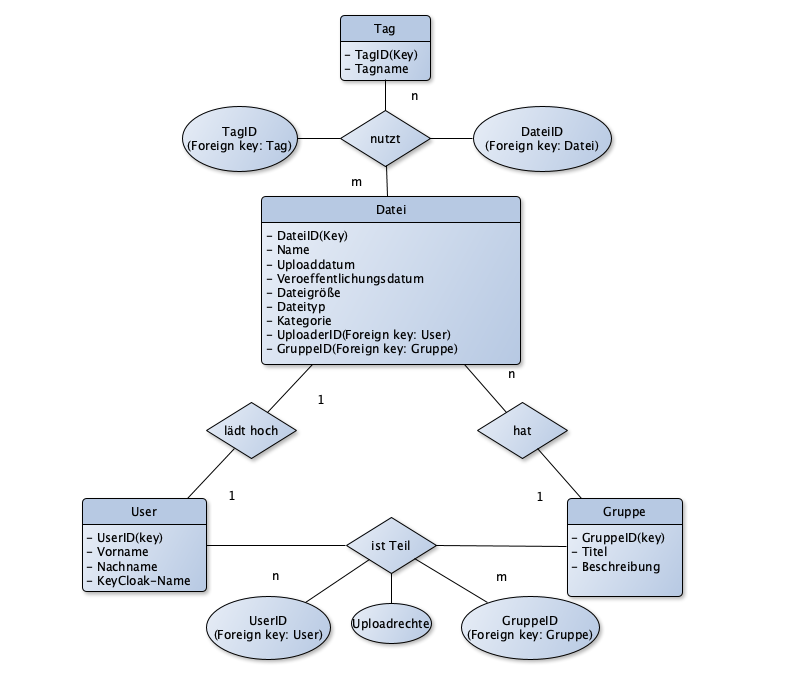 Tag
- TagID(Key)
- Tagname
n
TagID
(Foreign key: Tag)
nutzt
DateiID
(Foreign key: Datei)
m
Datei
- DateiID(Key)
- Name
- Uploaddatum
- Veroeffentlichungsdatum
- Dateigröße
- Dateityp
- Kategorie
- UploaderID(Foreign key: User)
- GruppeID(Foreign key: Gruppe)
n
1
lädt hoch
hat
1
1
User
- UserID(key)
- Vorname
- Nachname
- KeyCloak-Name
ist Teil
Gruppe
- GruppeID(key)
- Titel
- Beschreibung
n
m
UserID
(Foreign key: User)
Uploadrechte
GruppeID
(Foreign key: Gruppe)